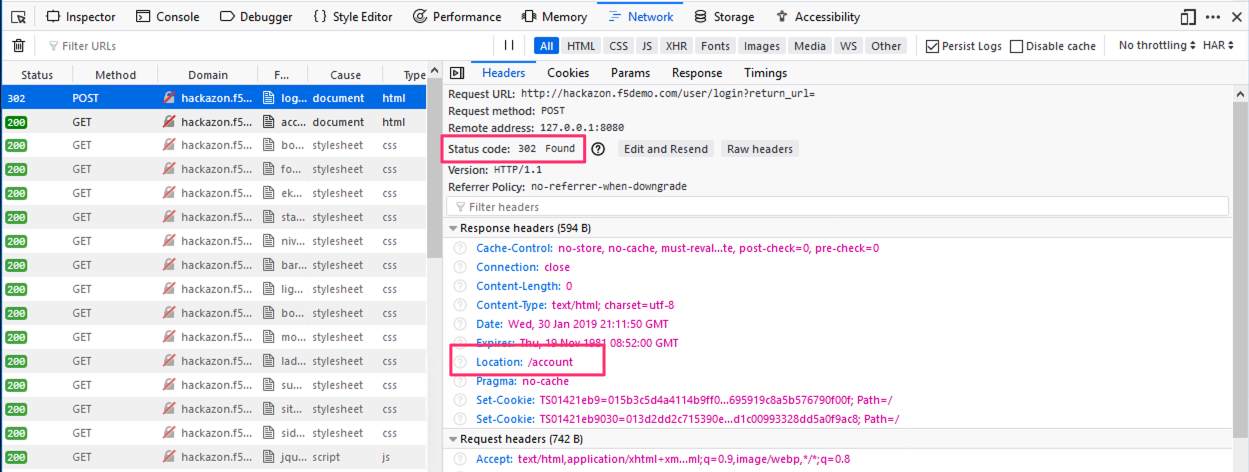 Inspector Console Debugger {} Style Editor Performance Memory Network Storage Accessibility
Filter URLs All HTML CSS JS XHR Fonts Images Media WS Other Persist Logs Disable cache No throttling HAR
Status Method Domain F... Cause Type Headers Cookies Params Response Timings
302 POST hackazon.f5... log... document html
200 GET hackazon.f5... acc... document html
200 GET hackazon.f5... bo... stylesheet css
200 GET hackazon.f5... fo... stylesheet css
200 GET hackazon.f5... ek... stylesheet css
200 GET hackazon.f5... sta... stylesheet css
200 GET hackazon.f5... niv... stylesheet css
200 GET hackazon.f5... bar... stylesheet css
200 GET hackazon.f5... lig... stylesheet css
200 GET hackazon.f5... bo... stylesheet css
200 GET hackazon.f5... mo... stylesheet css
200 GET hackazon.f5... lad... stylesheet css
200 GET hackazon.f5... su... stylesheet css
200 GET hackazon.f5... sit... stylesheet css
200 GET hackazon.f5... sid... stylesheet css
200 GET hackazon.f5... jqu... script js
Request URL: http://hackazon.f5demo.com/user/login?return_url=
Request method: POST
Remote address: 127.0.0.1:8080
Status code: 302 Found ? Edit and Resend Raw headers
Version: HTTP/1.1
Referrer Policy: no-referrer-when-downgrade
Filter headers
Response headers (594 B)
Cache-Control: no-store, no-cache, must-reval...te, post-check=0, pre-check=0
Connection: close
Content-Length: 0
Content-Type: text/html; charset=utf-8
Date: Wed, 30 Jan 2019 21:11:50 GMT
Expires: Thu, 19 Nov 1981 08:52:00 GMT
Location: /account
Pragma: no-cache
Set-Cookie: TS01421eb9=015b3c5d4a4114b9ff0...695919c8a5b576790f00f; Path=/
Set-Cookie: TS01421eb9030=013d2dd2c715390e...d1c00993328dd5a0f9ac8; Path=/
Request headers (742 B)
Accept: text/html,application/xhtml+xm...ml;q=0.9,image/webp,*/*;q=0.8